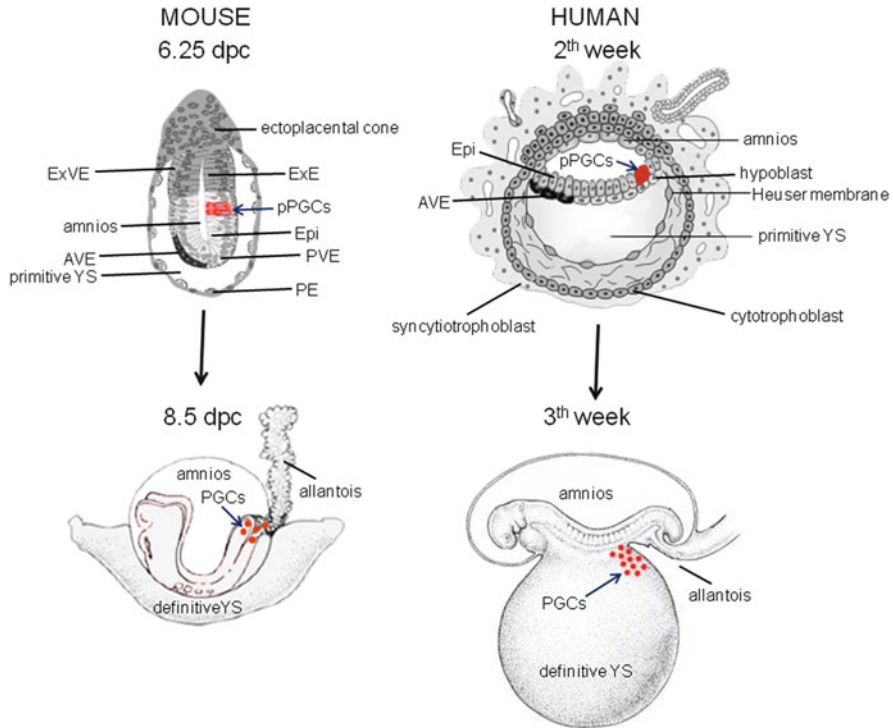 MOUSE
6.25 dpc
ectoplacental cone
ExVE
ExE
pPGCs
amnios
Epi
AVE
PVE
primitive YS
PE
8.5 dpc
amnios
PGCs
allantois
definitiveYS
HUMAN
2th week
amnios
Epi
pPGCs
hypoblast
AVE
Heuser membrane
primitive YS
cytotrophoblast
syncytiotrophoblast
3th week
amnios
PGCs
allantois
definitive YS